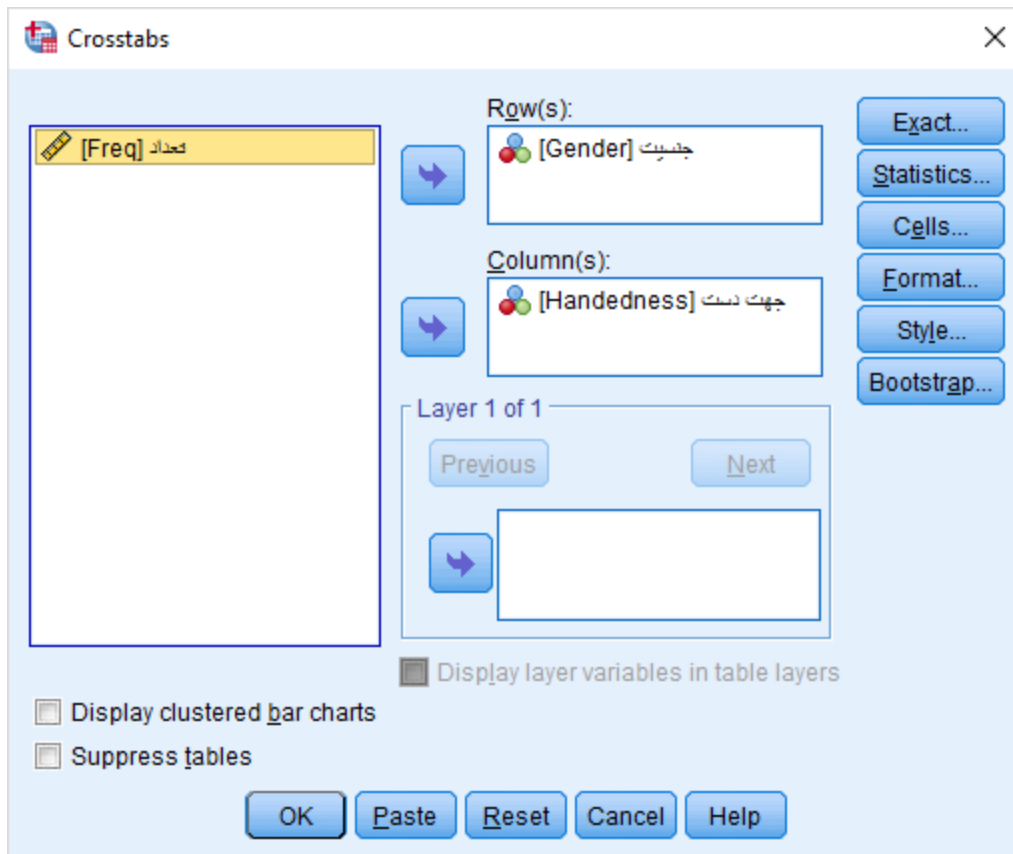 Crosstabs
تعداد [Freq]
Row(s):
جنسیت [Gender]
Column(s):
جهت دست [Handedness]
Layer 1 of 1
Previous
Next
Display layer variables in table layers
Exact...
Statistics...
Cells...
Format...
Style...
Bootstrap...
Display clustered bar charts
Suppress tables
OK
Paste
Reset
Cancel
Help